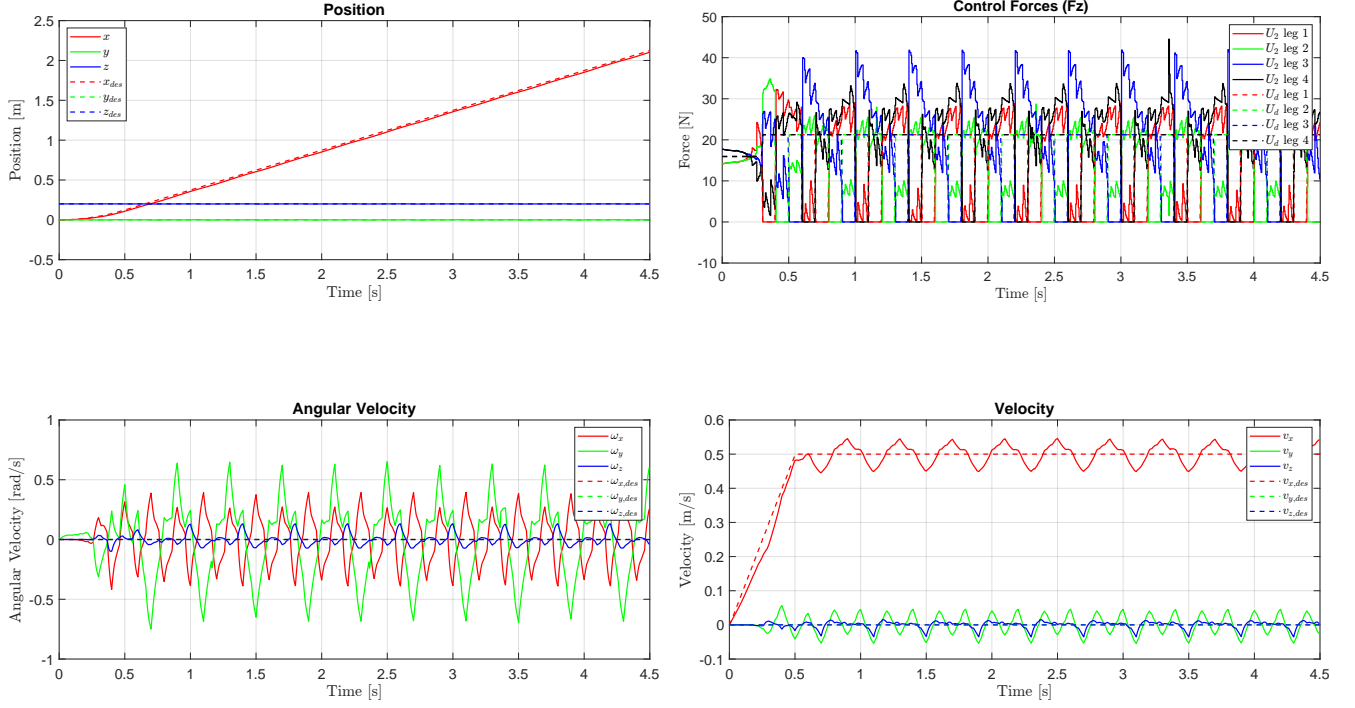 Position
2.5
2
1.5
1
0.5
0
-0.5
Position [m]
x
y
z
x_des
y_des
z_des
0 0.5 1 1.5 2 2.5 3 3.5 4 4.5
Time [s]
Control Forces (Fz)
50
40
30
20
10
0
-10
Force [N]
U_2 leg 1
U_2 leg 2
U_2 leg 3
U_2 leg 4
U_d leg 1
U_d leg 2
U_d leg 3
U_d leg 4
0 0.5 1 1.5 2 2.5 3 3.5 4 4.5
Time [s]
Angular Velocity
1
0.5
0
-0.5
-1
Angular Velocity [rad/s]
ω_x
ω_y
ω_z
ω_x,des
ω_y,des
ω_z,des
0 0.5 1 1.5 2 2.5 3 3.5 4 4.5
Time [s]
Velocity
0.6
0.5
0.4
0.3
0.2
0.1
0
-0.1
Velocity [m/s]
v_x
v_y
v_z
v_x,des
v_y,des
v_z,des
0 0.5 1 1.5 2 2.5 3 3.5 4 4.5
Time [s]